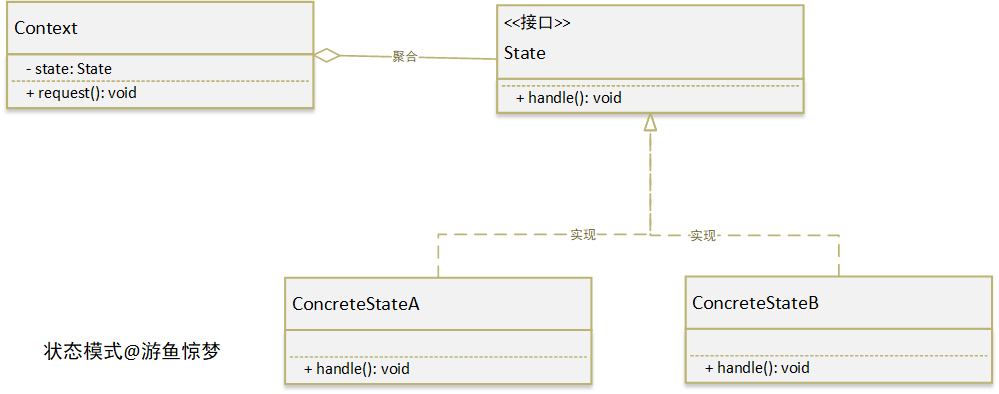 Context
- state: State
+ request(): void
聚合
<<接口>>
State
+ handle(): void
实现
实现
ConcreteStateA
+ handle(): void
ConcreteStateB
+ handle(): void
状态模式@游鱼惊梦